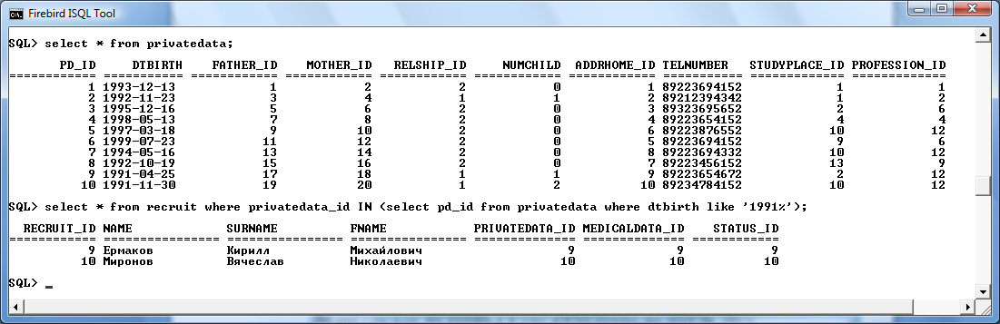 Firebird ISQL Tool
SQL> select * from privatedata;
PD_ID DTBIRTH FATHER_ID MOTHER_ID RELSHIP_ID NUMCHILD ADDRHOME_ID TELNUMBER STUDYPLACE_ID PROFESSION_ID
============ =========== ============ ============ ============ ============ ============ =========== ============= =============
1 1993-12-13 1 2 2 0 1 89223694152 1 1
2 1992-11-23 3 4 1 1 2 89212394342 1 2
3 1995-12-16 5 6 2 0 3 89323695652 2 6
4 1998-05-13 7 8 2 0 4 89223654152 4 4
5 1997-03-18 9 10 2 0 6 89223876552 10 12
6 1999-07-23 11 12 2 0 5 89223694152 9 6
7 1994-05-16 13 14 2 0 8 89223694332 10 12
8 1992-10-19 15 16 2 0 7 89223456152 13 9
9 1991-04-25 17 18 1 1 9 89223654672 2 12
10 1991-11-30 19 20 1 2 10 89234784152 10 12
SQL> select * from recruit where privatedata_id IN (select pd_id from privatedata where dtbirth like '1991%');
RECRUIT_ID NAME SURNAME FNAME PRIVATEDATA_ID MEDICALDATA_ID STATUS_ID
============ =============== =============== =============== ============== ============== ============
9 Ермаков Кирилл Михайлович 9 9 9
10 Миронов Вячеслав Николаевич 10 10 10
SQL> _